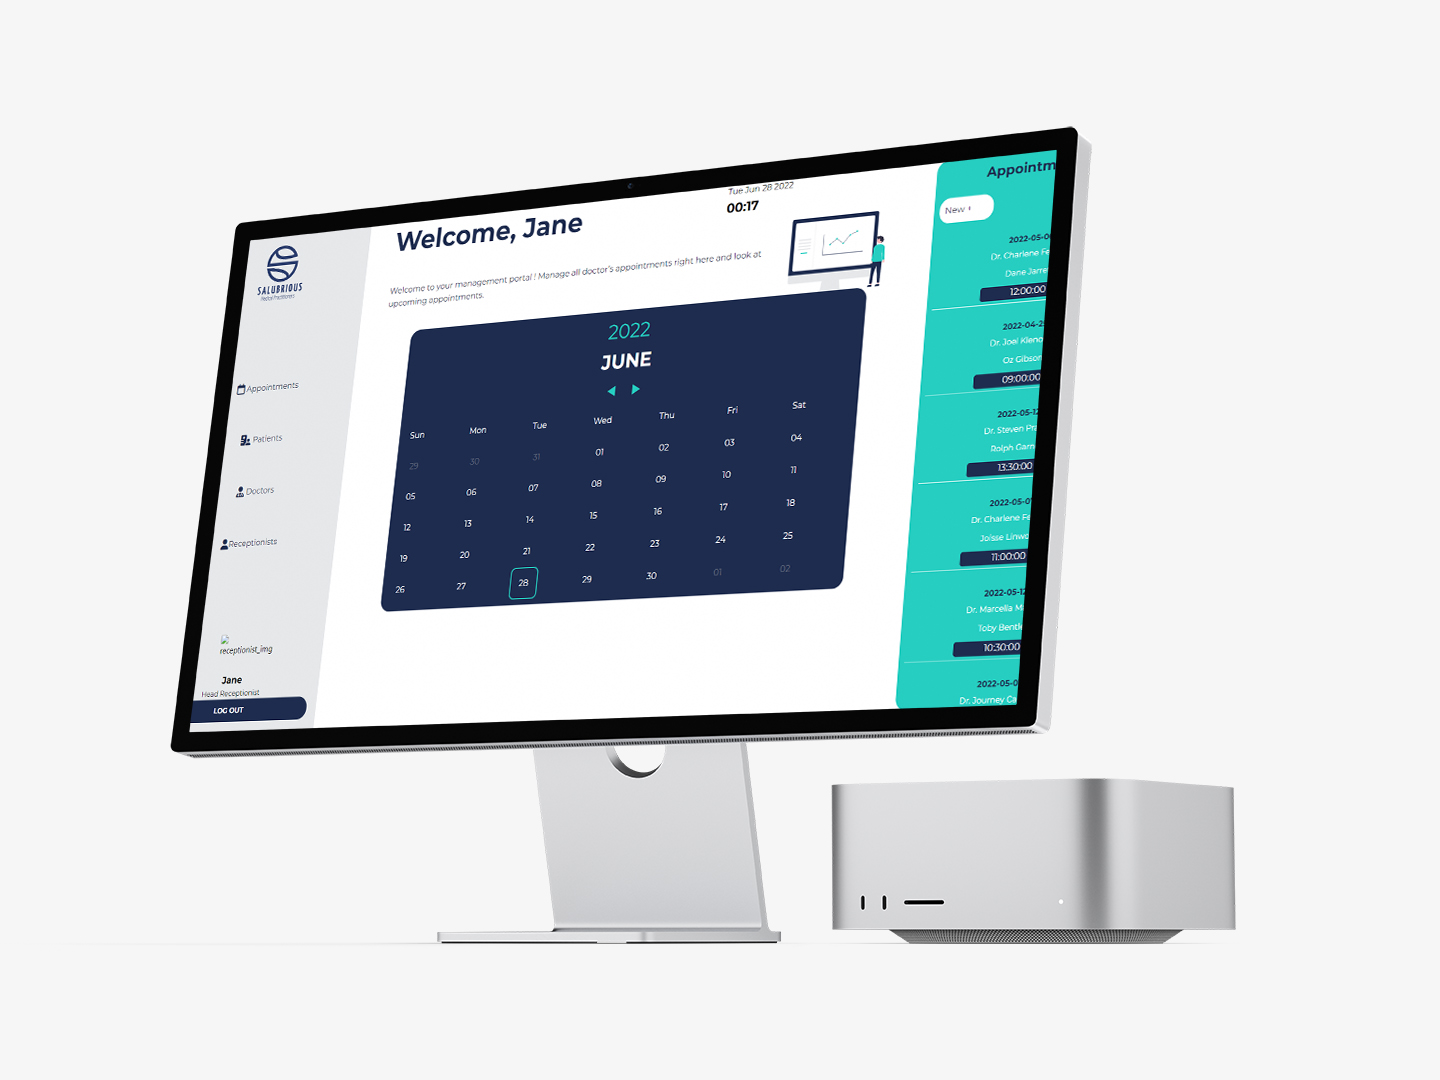 SALUBRIOUS
Medical Practitioners
Appointments
Patients
Doctors
Receptionists
receptionist_img
Jane
Head Receptionist
LOG OUT
Welcome, Jane
Tue Jun 28 2022
00:17
Welcome to your management portal ! Manage all doctor's appointments right here and look at
upcoming appointments.
2022
JUNE
Sun Mon Tue Wed Thu Fri Sat
29 30 31 01 02 03 04
05 06 07 08 09 10 11
12 13 14 15 16 17 18
19 20 21 22 23 24 25
26 27 28 29 30 01 02
Appointm
New +
2022-05-0
Dr. Charlene Fe
Dane Jarre
12:00:00
2022-04-2
Dr. Joel Kleno
Oz Gibson
09:00:00
2022-05-12
Dr. Steven Pra
Rolph Garn
13:30:00
2022-05-0
Dr. Charlene Fe
Joisse Linwo
11:00:00
2022-05-12
Dr. Marcella M
Toby Bentle
10:30:00
2022-05-0
Dr. Journey Ca